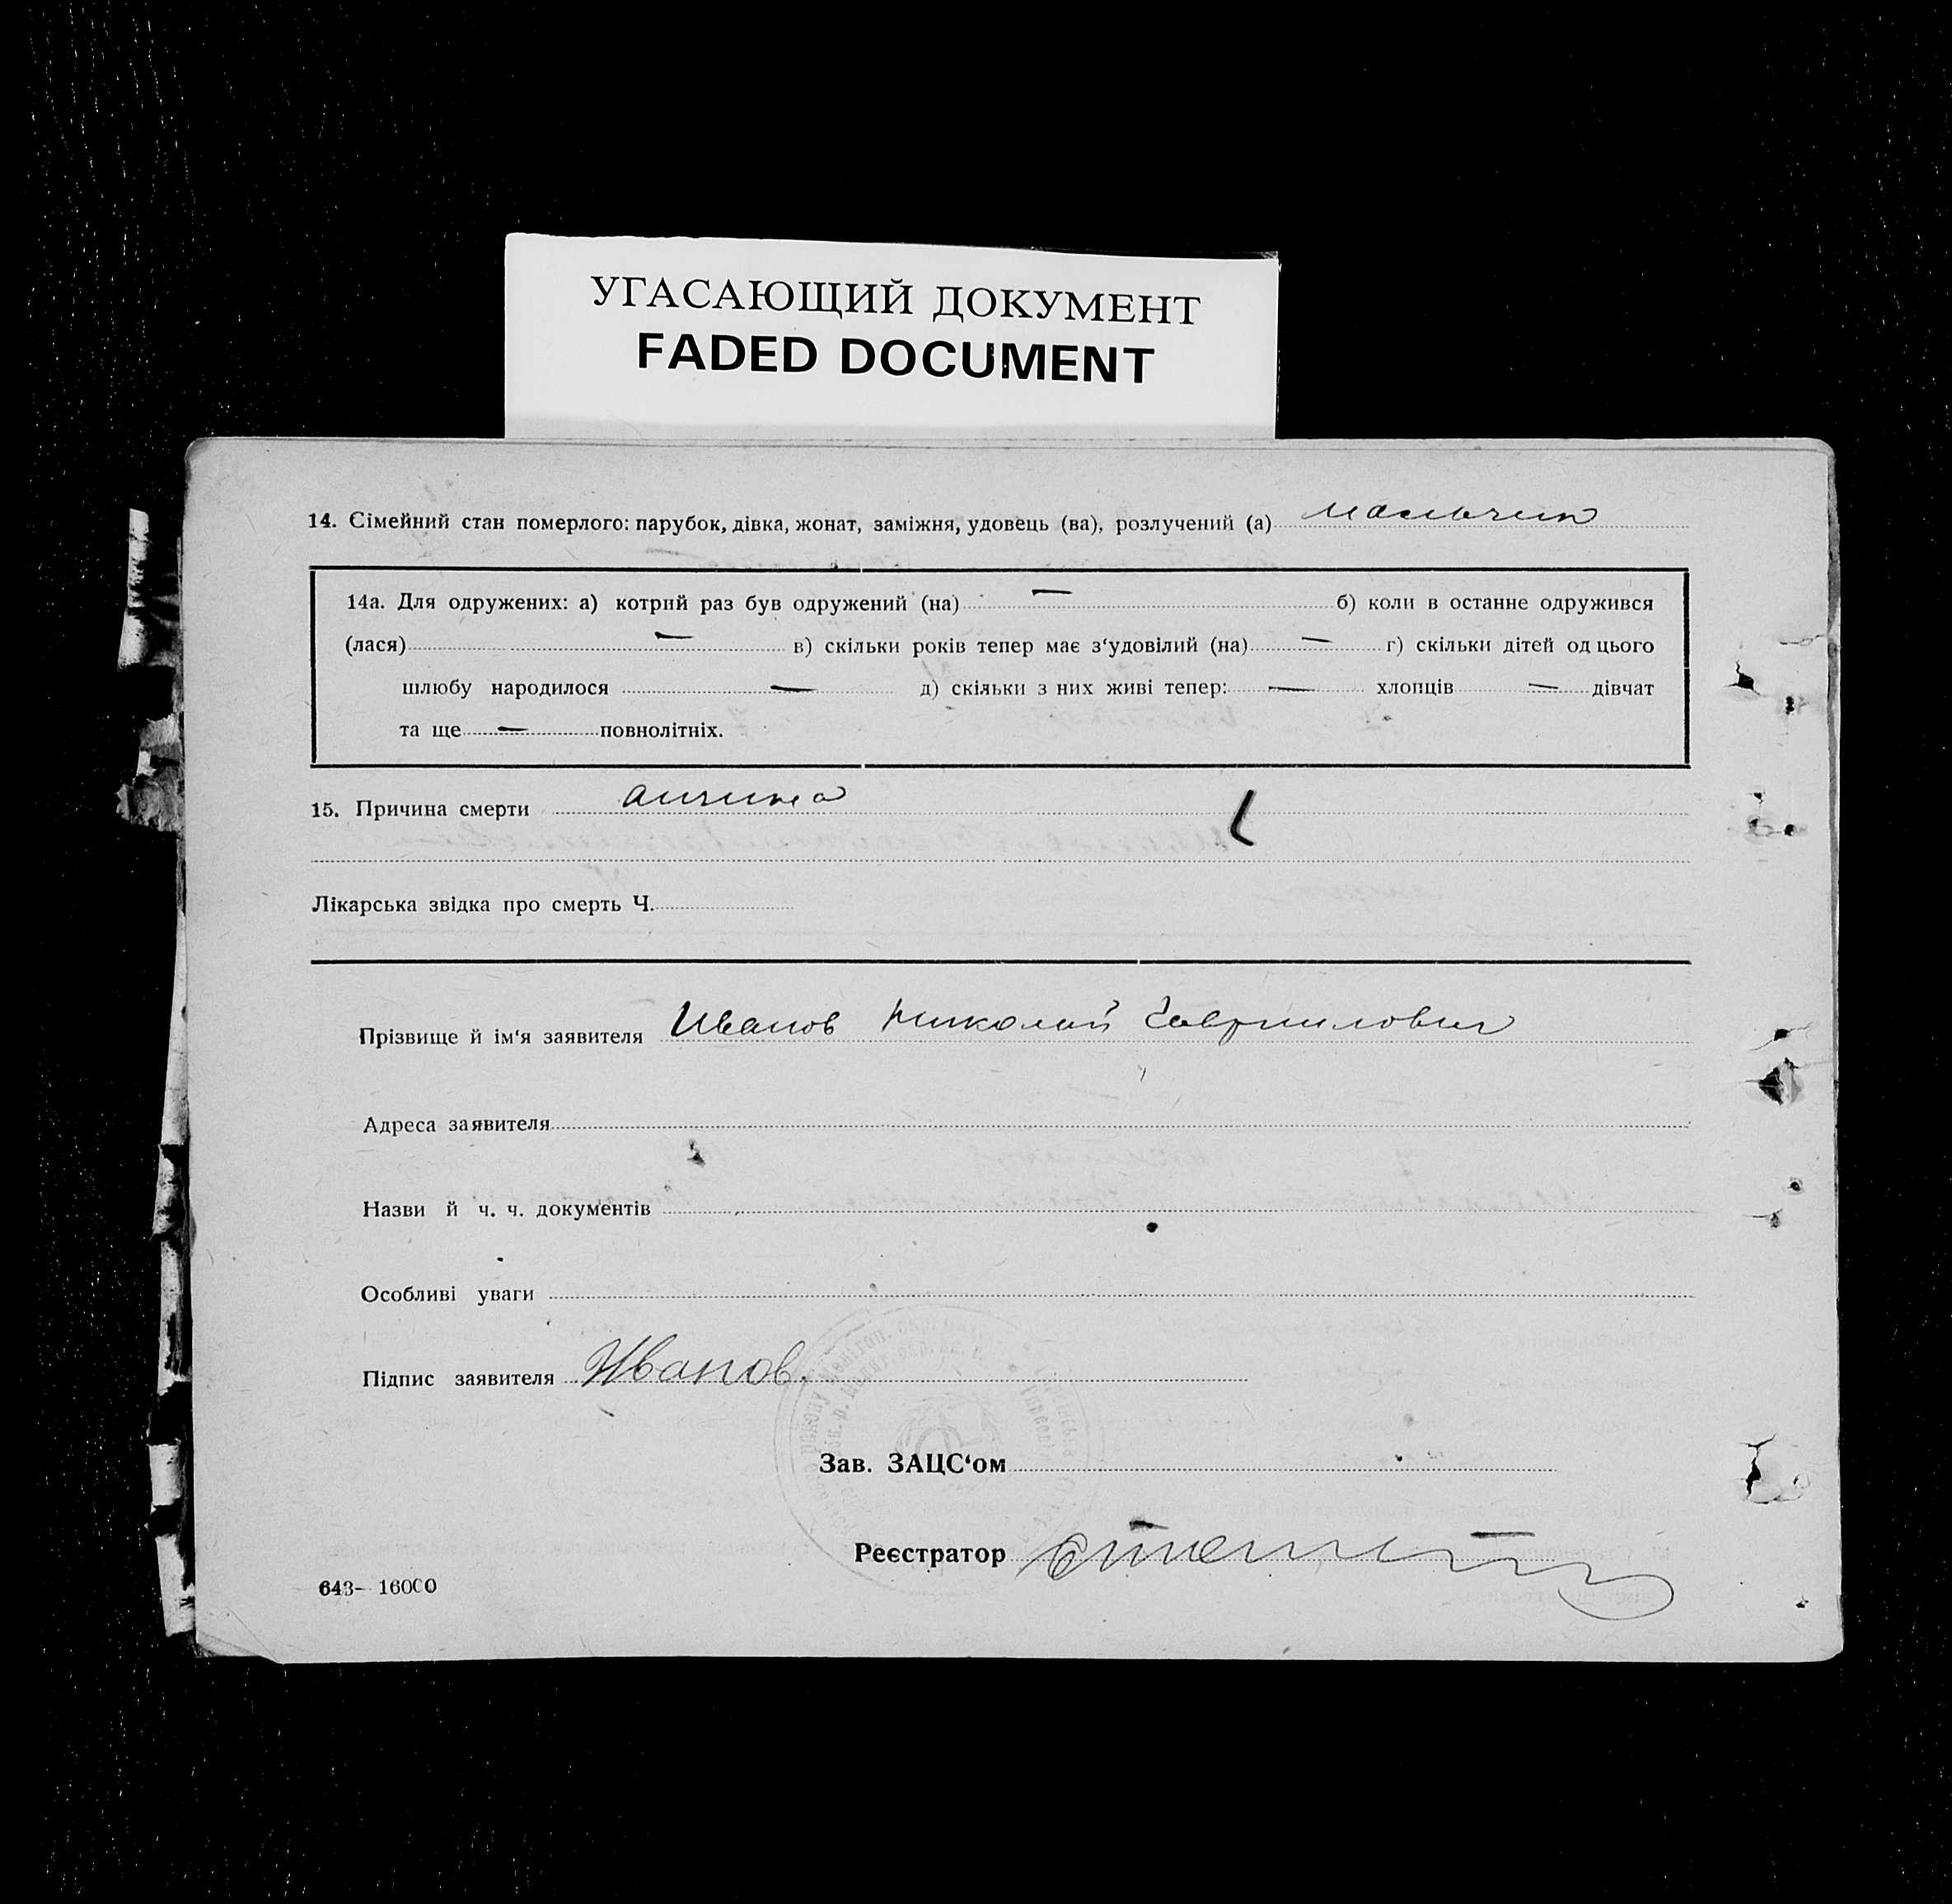 УГАСАЮЩИЙ ДОКУМЕНТ
FADED DOCUMENT
14. Сімейний стан померлого: парубок, дівка, жонат, заміжня, удовець (ва), розлучений (а) мальчик
14а. Для одружених: а) котрий раз був одружений (на) — б) коли в останне одружився
(лася) — в) скільки років тепер має з‘удовілий (на) — г) скільки дітей од цього
шлюбу народилося — д) скільки з них живі тепер: — хлопців — дівчат
та ще — повнолітніх.
15. Причина смерти ангина
Лікарська звідка про смерть Ч.
Прізвище й ім‘я заявителя Иванов Николай Гаврилович
Адреса заявителя
Назви й ч. ч. документів
Особливі уваги
Підпис заявителя Иванов.
Зав. ЗАЦС‘ом
Реєстратор
643– 16000